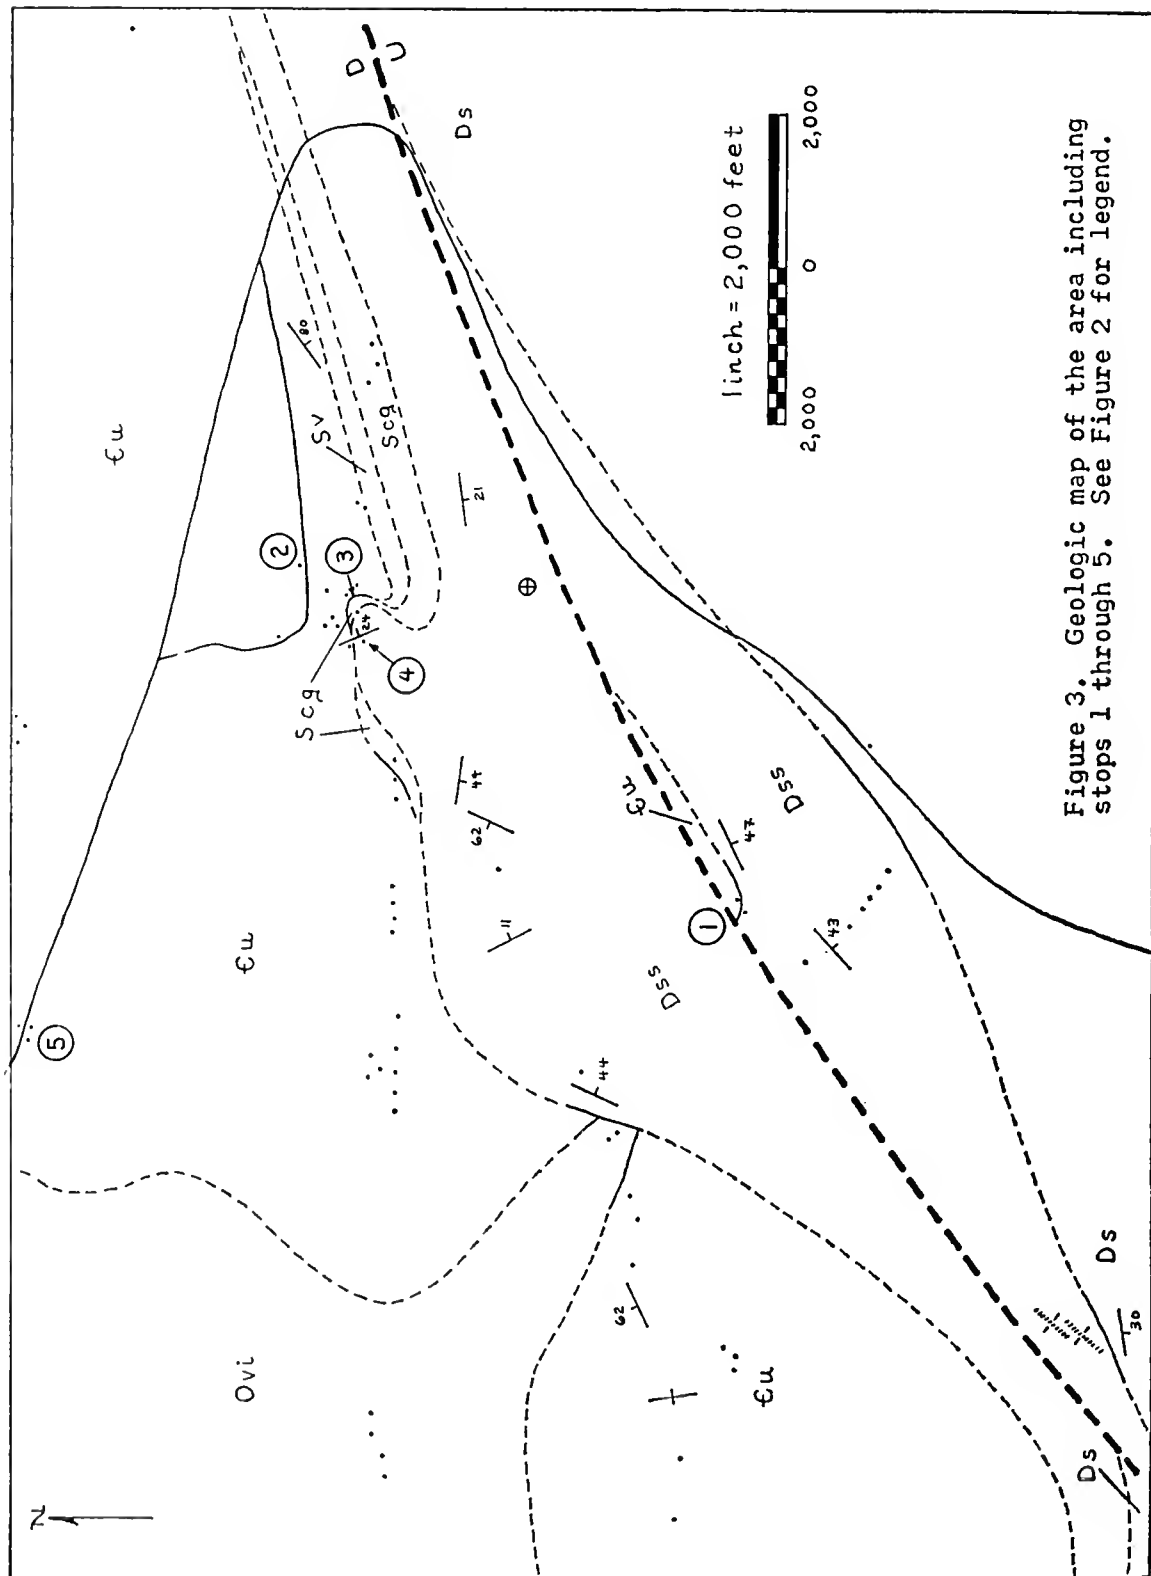 N
Ꞓu
Ꞓu
Ovi
Ꞓu
Ꞓu
Sv
Scg
Scg
D
U
Ds
Dss
Dss
Ds
Ds
80
21
24
44
62
11
44
62
47
43
30
1
2
3
4
5
1inch = 2,000 feet
2,000 0 2,000
Figure 3. Geologic map of the area including
stops 1 through 5. See Figure 2 for legend.